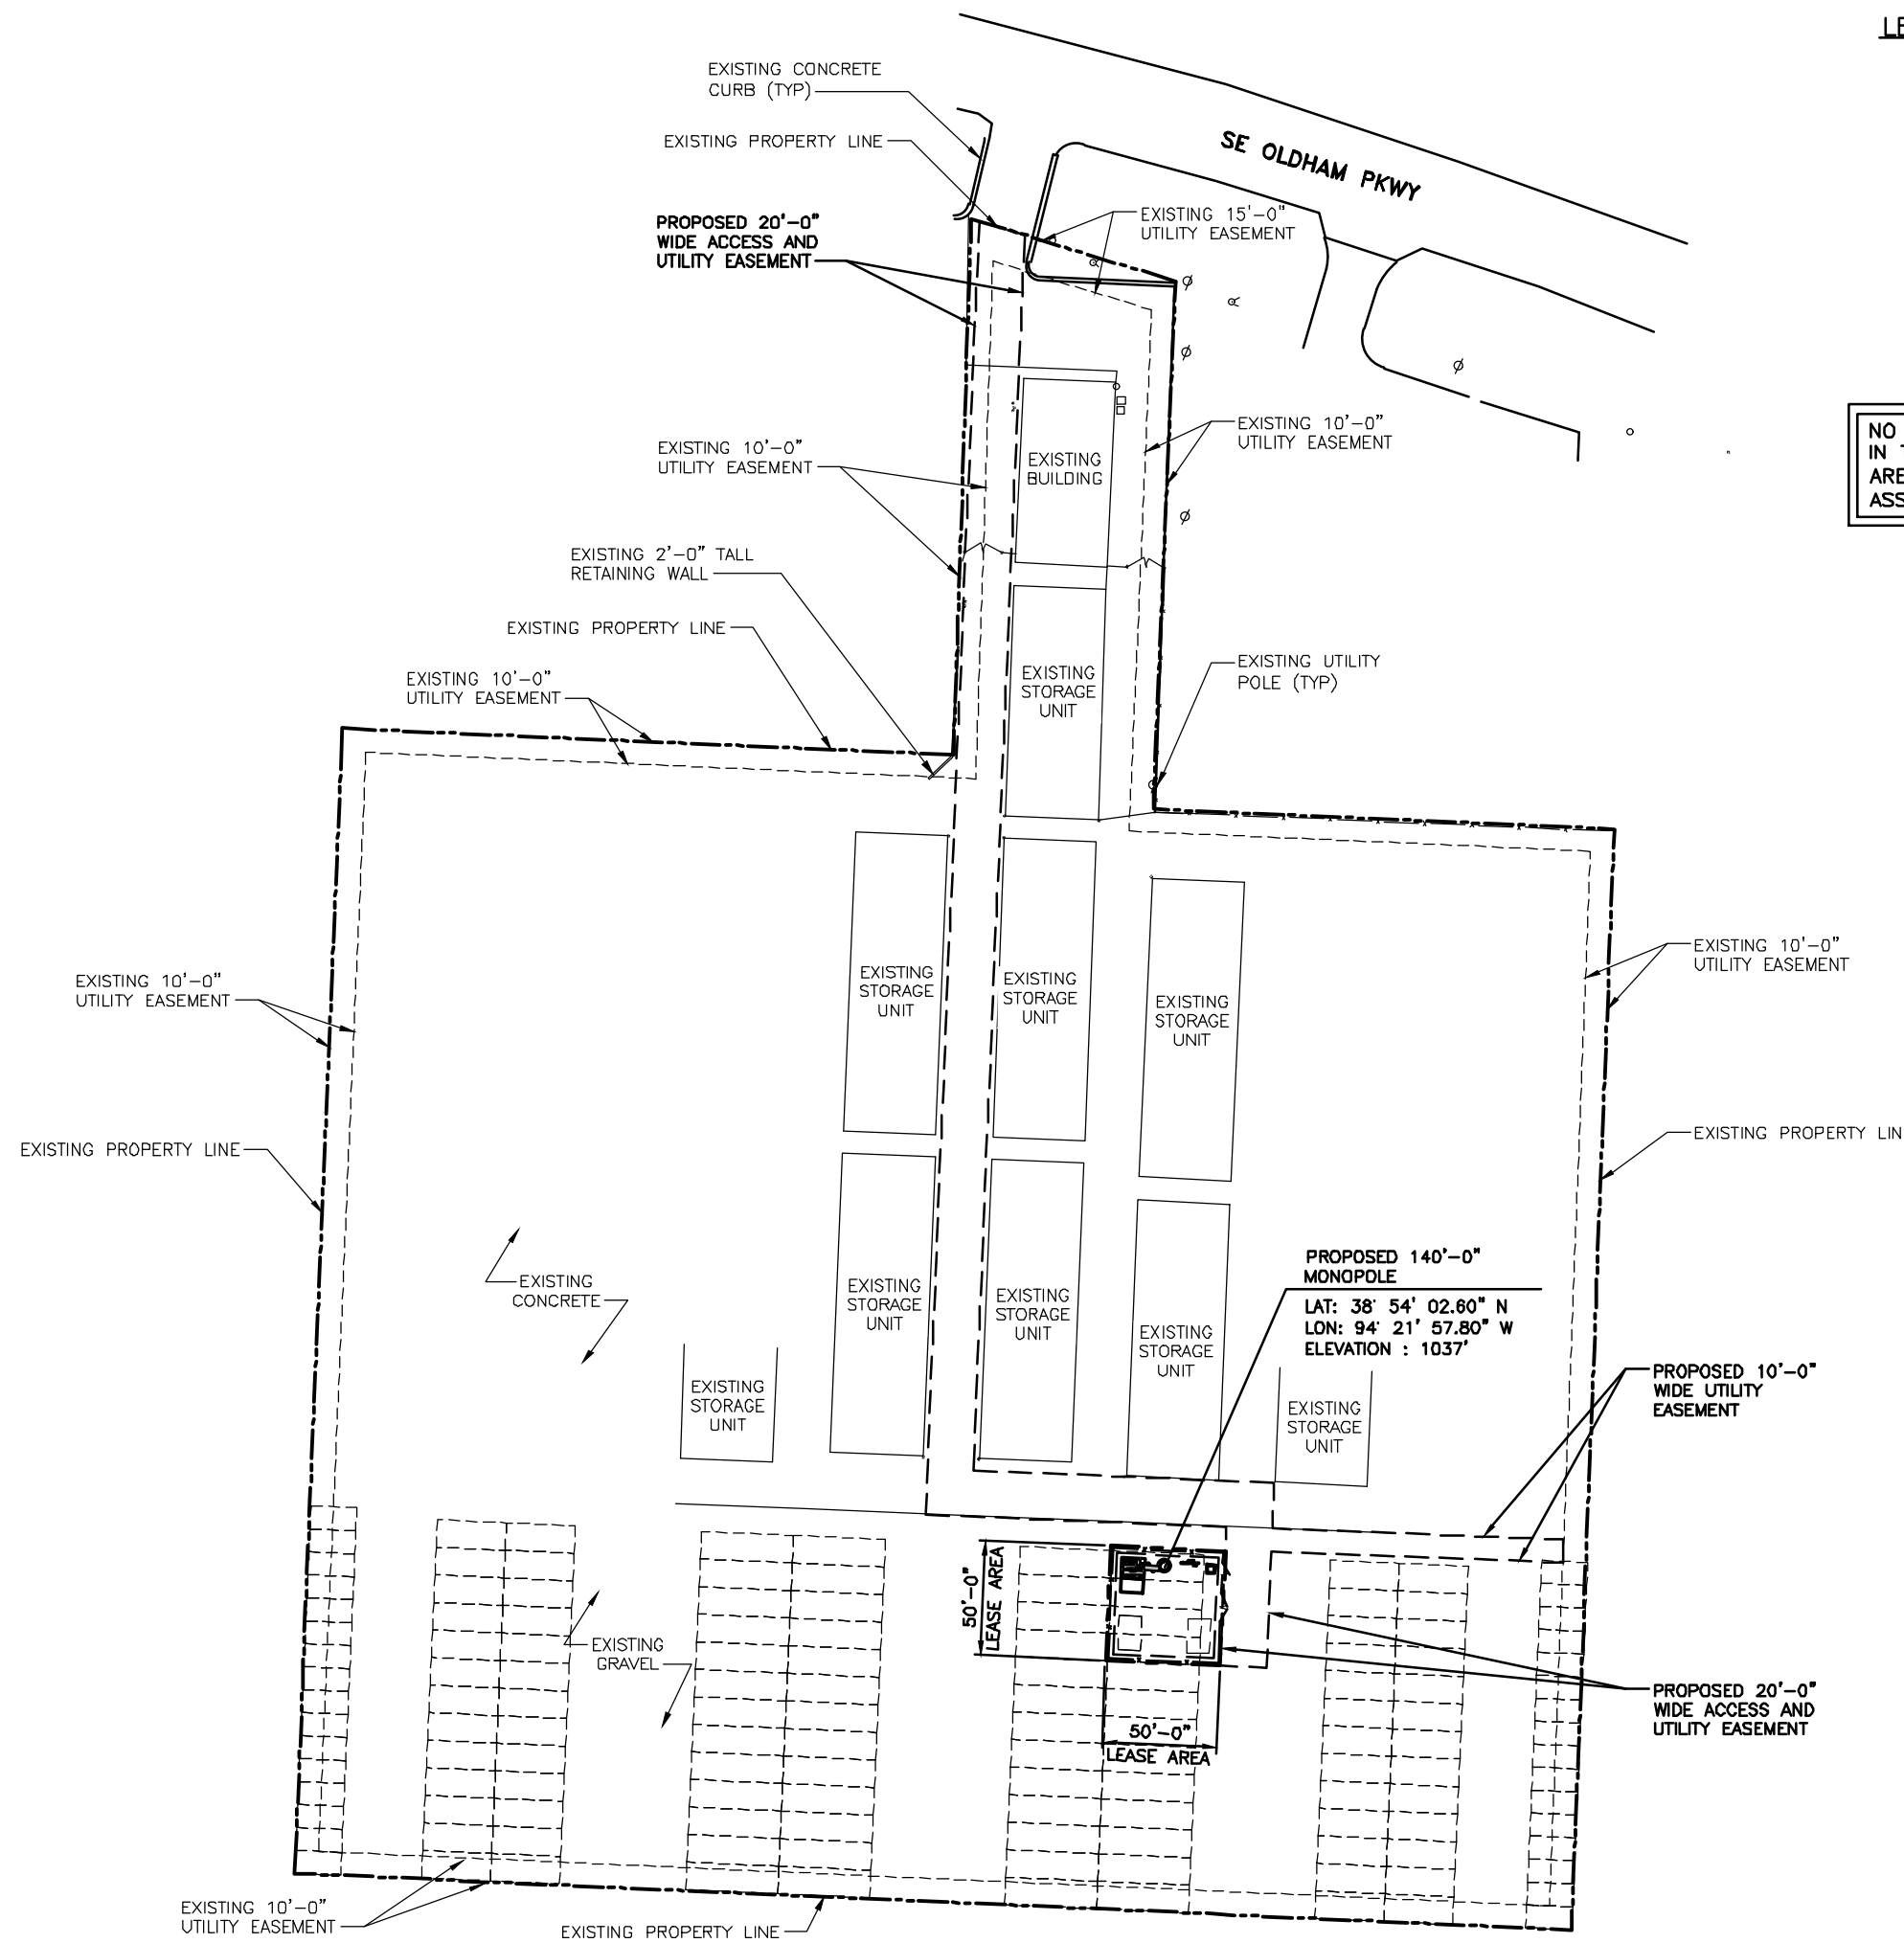 LE
EXISTING CONCRETE
CURB (TYP)
EXISTING PROPERTY LINE
SE OLDHAM PKWY
PROPOSED 20'-0"
WIDE ACCESS AND
UTILITY EASEMENT
EXISTING 15'-0"
UTILITY EASEMENT
NO
IN
ARE
ASS
EXISTING 10'-0"
UTILITY EASEMENT
EXISTING
BUILDING
EXISTING 10'-0"
UTILITY EASEMENT
EXISTING 2'-0" TALL
RETAINING WALL
EXISTING PROPERTY LINE
EXISTING 10'-0"
UTILITY EASEMENT
EXISTING
STORAGE
UNIT
EXISTING UTILITY
POLE (TYP)
EXISTING 10'-0"
UTILITY EASEMENT
EXISTING
STORAGE
UNIT
EXISTING
STORAGE
UNIT
EXISTING
STORAGE
UNIT
EXISTING 10'-0"
UTILITY EASEMENT
EXISTING PROPERTY LINE
EXISTING PROPERTY LIN
EXISTING
CONCRETE
EXISTING
STORAGE
UNIT
EXISTING
STORAGE
UNIT
EXISTING
STORAGE
UNIT
PROPOSED 140'-0"
MONOPOLE
LAT: 38° 54' 02.60" N
LON: 94° 21' 57.80" W
ELEVATION : 1037'
EXISTING
STORAGE
UNIT
EXISTING
STORAGE
UNIT
PROPOSED 10'-0"
WIDE UTILITY
EASEMENT
50'-0"
LEASE AREA
EXISTING
GRAVEL
50'-0"
LEASE AREA
PROPOSED 20'-0"
WIDE ACCESS AND
UTILITY EASEMENT
EXISTING 10'-0"
UTILITY EASEMENT
EXISTING PROPERTY LINE